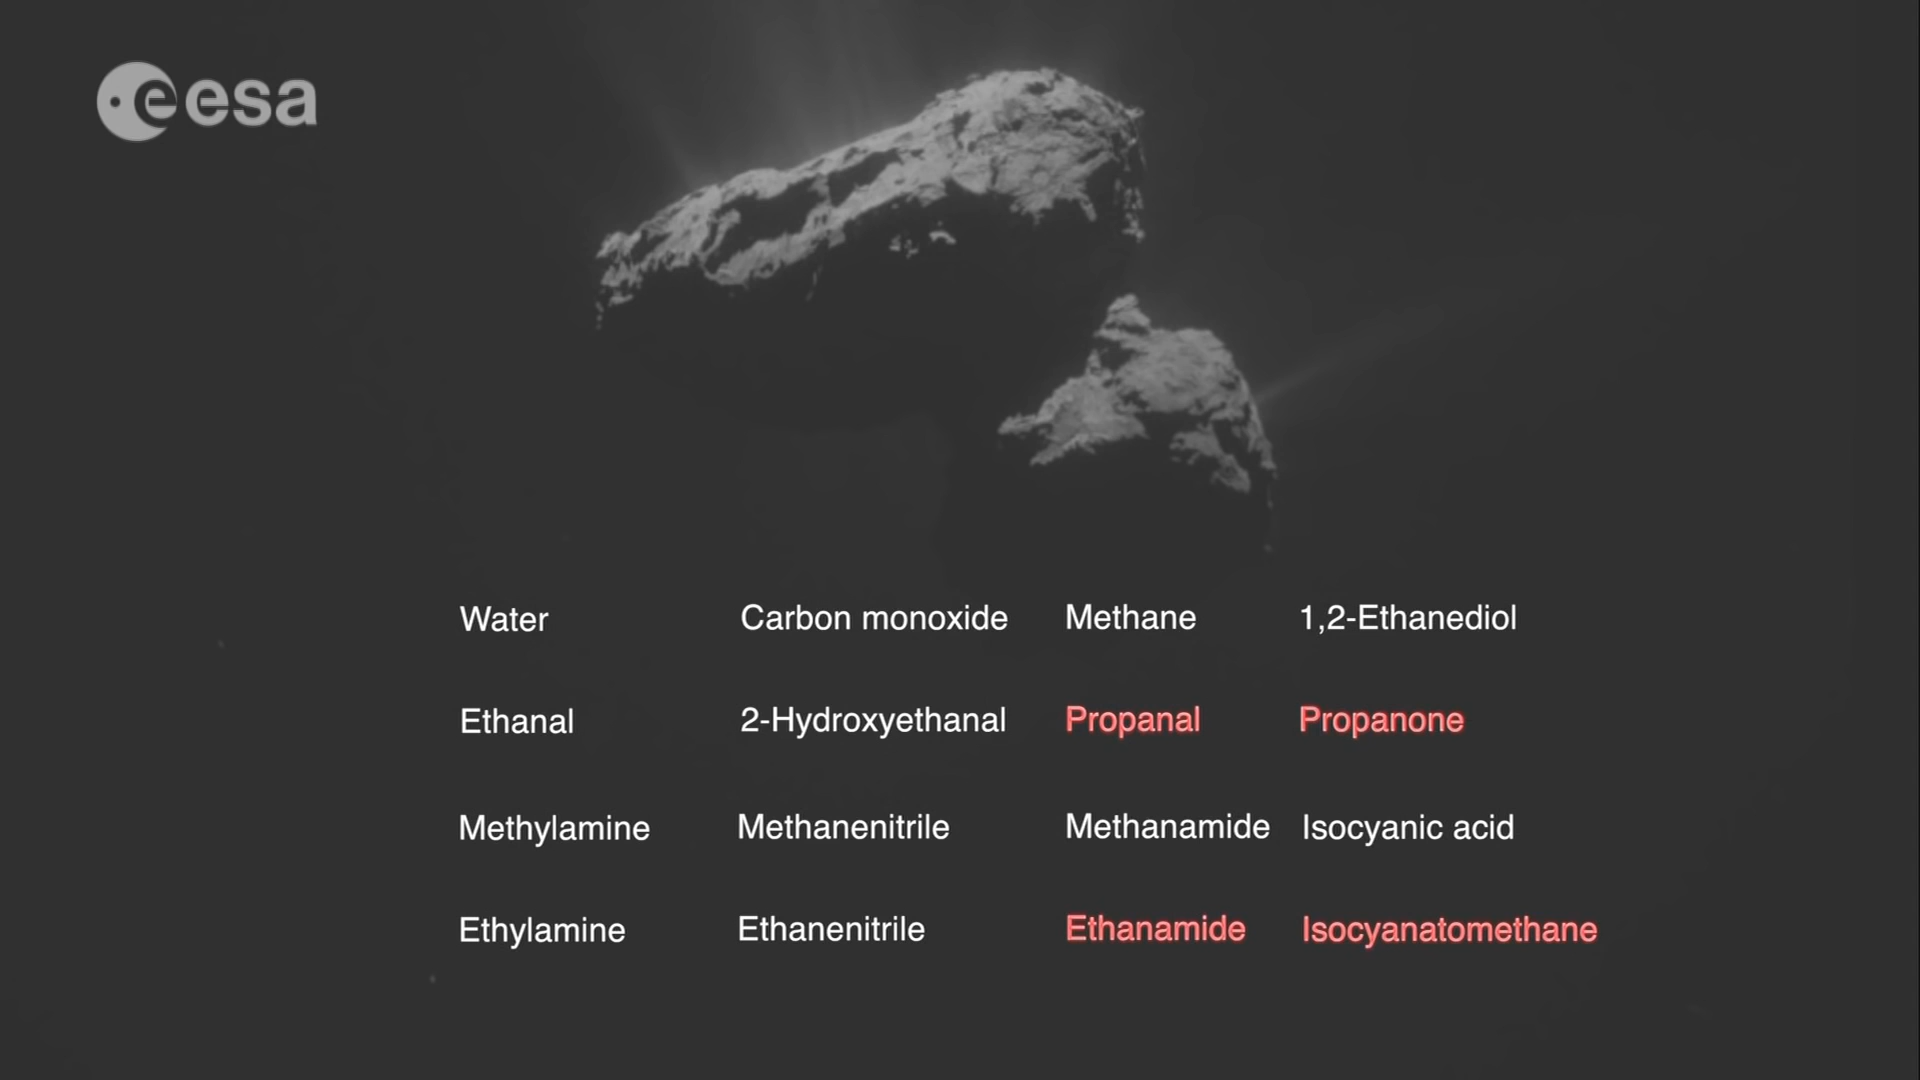 esa
Water Carbon monoxide Methane 1,2-Ethanediol
Ethanal 2-Hydroxyethanal Propanal Propanone
Methylamine Methanenitrile Methanamide Isocyanic acid
Ethylamine Ethanenitrile Ethanamide Isocyanatomethane